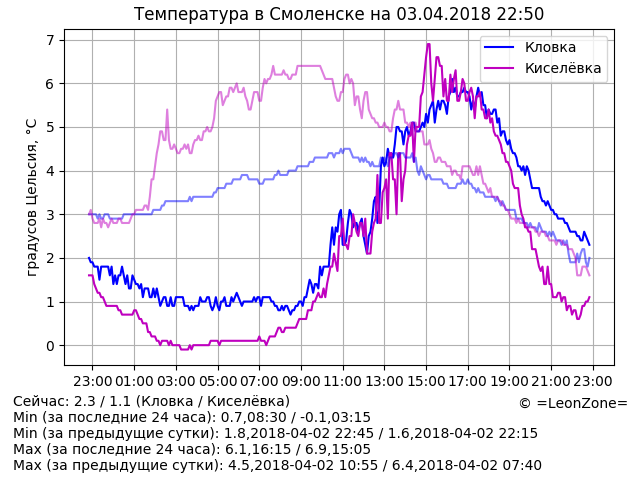 Температура в Смоленске на 03.04.2018 22:50
градусов Цельсия, °C
7
6
5
4
3
2
1
0
Кловка
Киселёвка
23:00 01:00 03:00 05:00 07:00 09:00 11:00 13:00 15:00 17:00 19:00 21:00 23:00
Сейчас: 2.3 / 1.1 (Кловка / Киселёвка)
© =LeonZone=
Min (за последние 24 часа): 0.7,08:30 / -0.1,03:15
Min (за предыдущие сутки): 1.8,2018-04-02 22:45 / 1.6,2018-04-02 22:15
Max (за последние 24 часа): 6.1,16:15 / 6.9,15:05
Max (за предыдущие сутки): 4.5,2018-04-02 10:55 / 6.4,2018-04-02 07:40